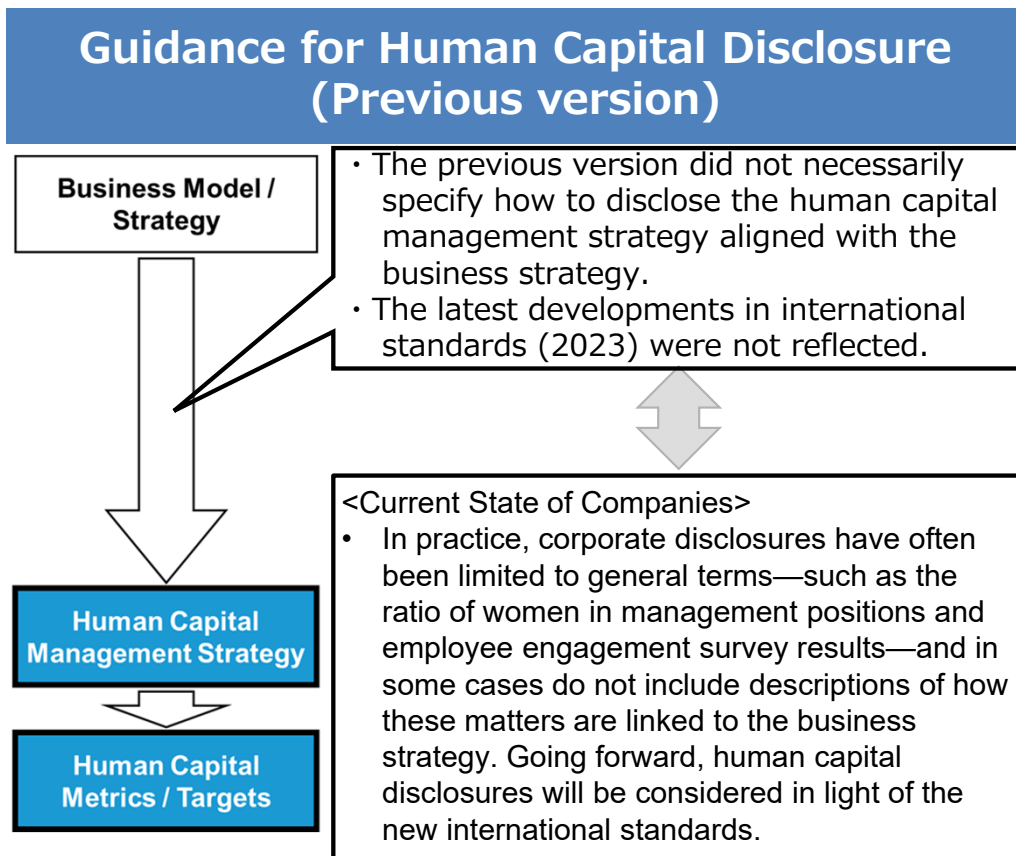 Guidance for Human Capital Disclosure
(Previous version)
Business Model /
Strategy
・The previous version did not necessarily
specify how to disclose the human capital
management strategy aligned with the
business strategy.
・The latest developments in international
standards (2023) were not reflected.
<Current State of Companies>
• In practice, corporate disclosures have often
been limited to general terms—such as the
ratio of women in management positions and
employee engagement survey results—and in
some cases do not include descriptions of how
these matters are linked to the business
strategy. Going forward, human capital
disclosures will be considered in light of the
new international standards.
Human Capital
Management Strategy
Human Capital
Metrics / Targets